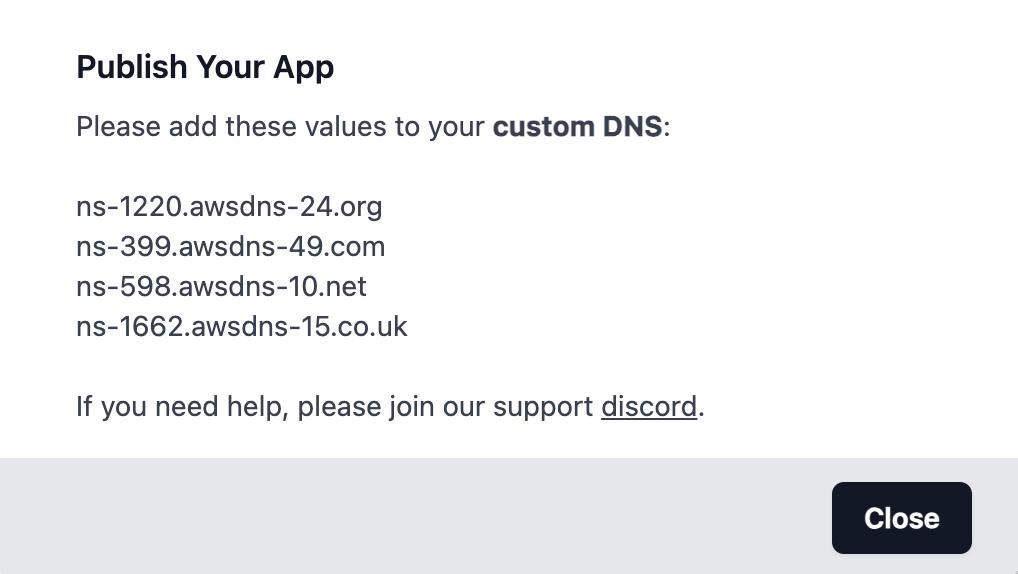 Publish Your App
Please add these values to your custom DNS:
ns-1220.awsdns-24.org
ns-399.awsdns-49.com
ns-598.awsdns-10.net
ns-1662.awsdns-15.co.uk
If you need help, please join our support discord.
Close